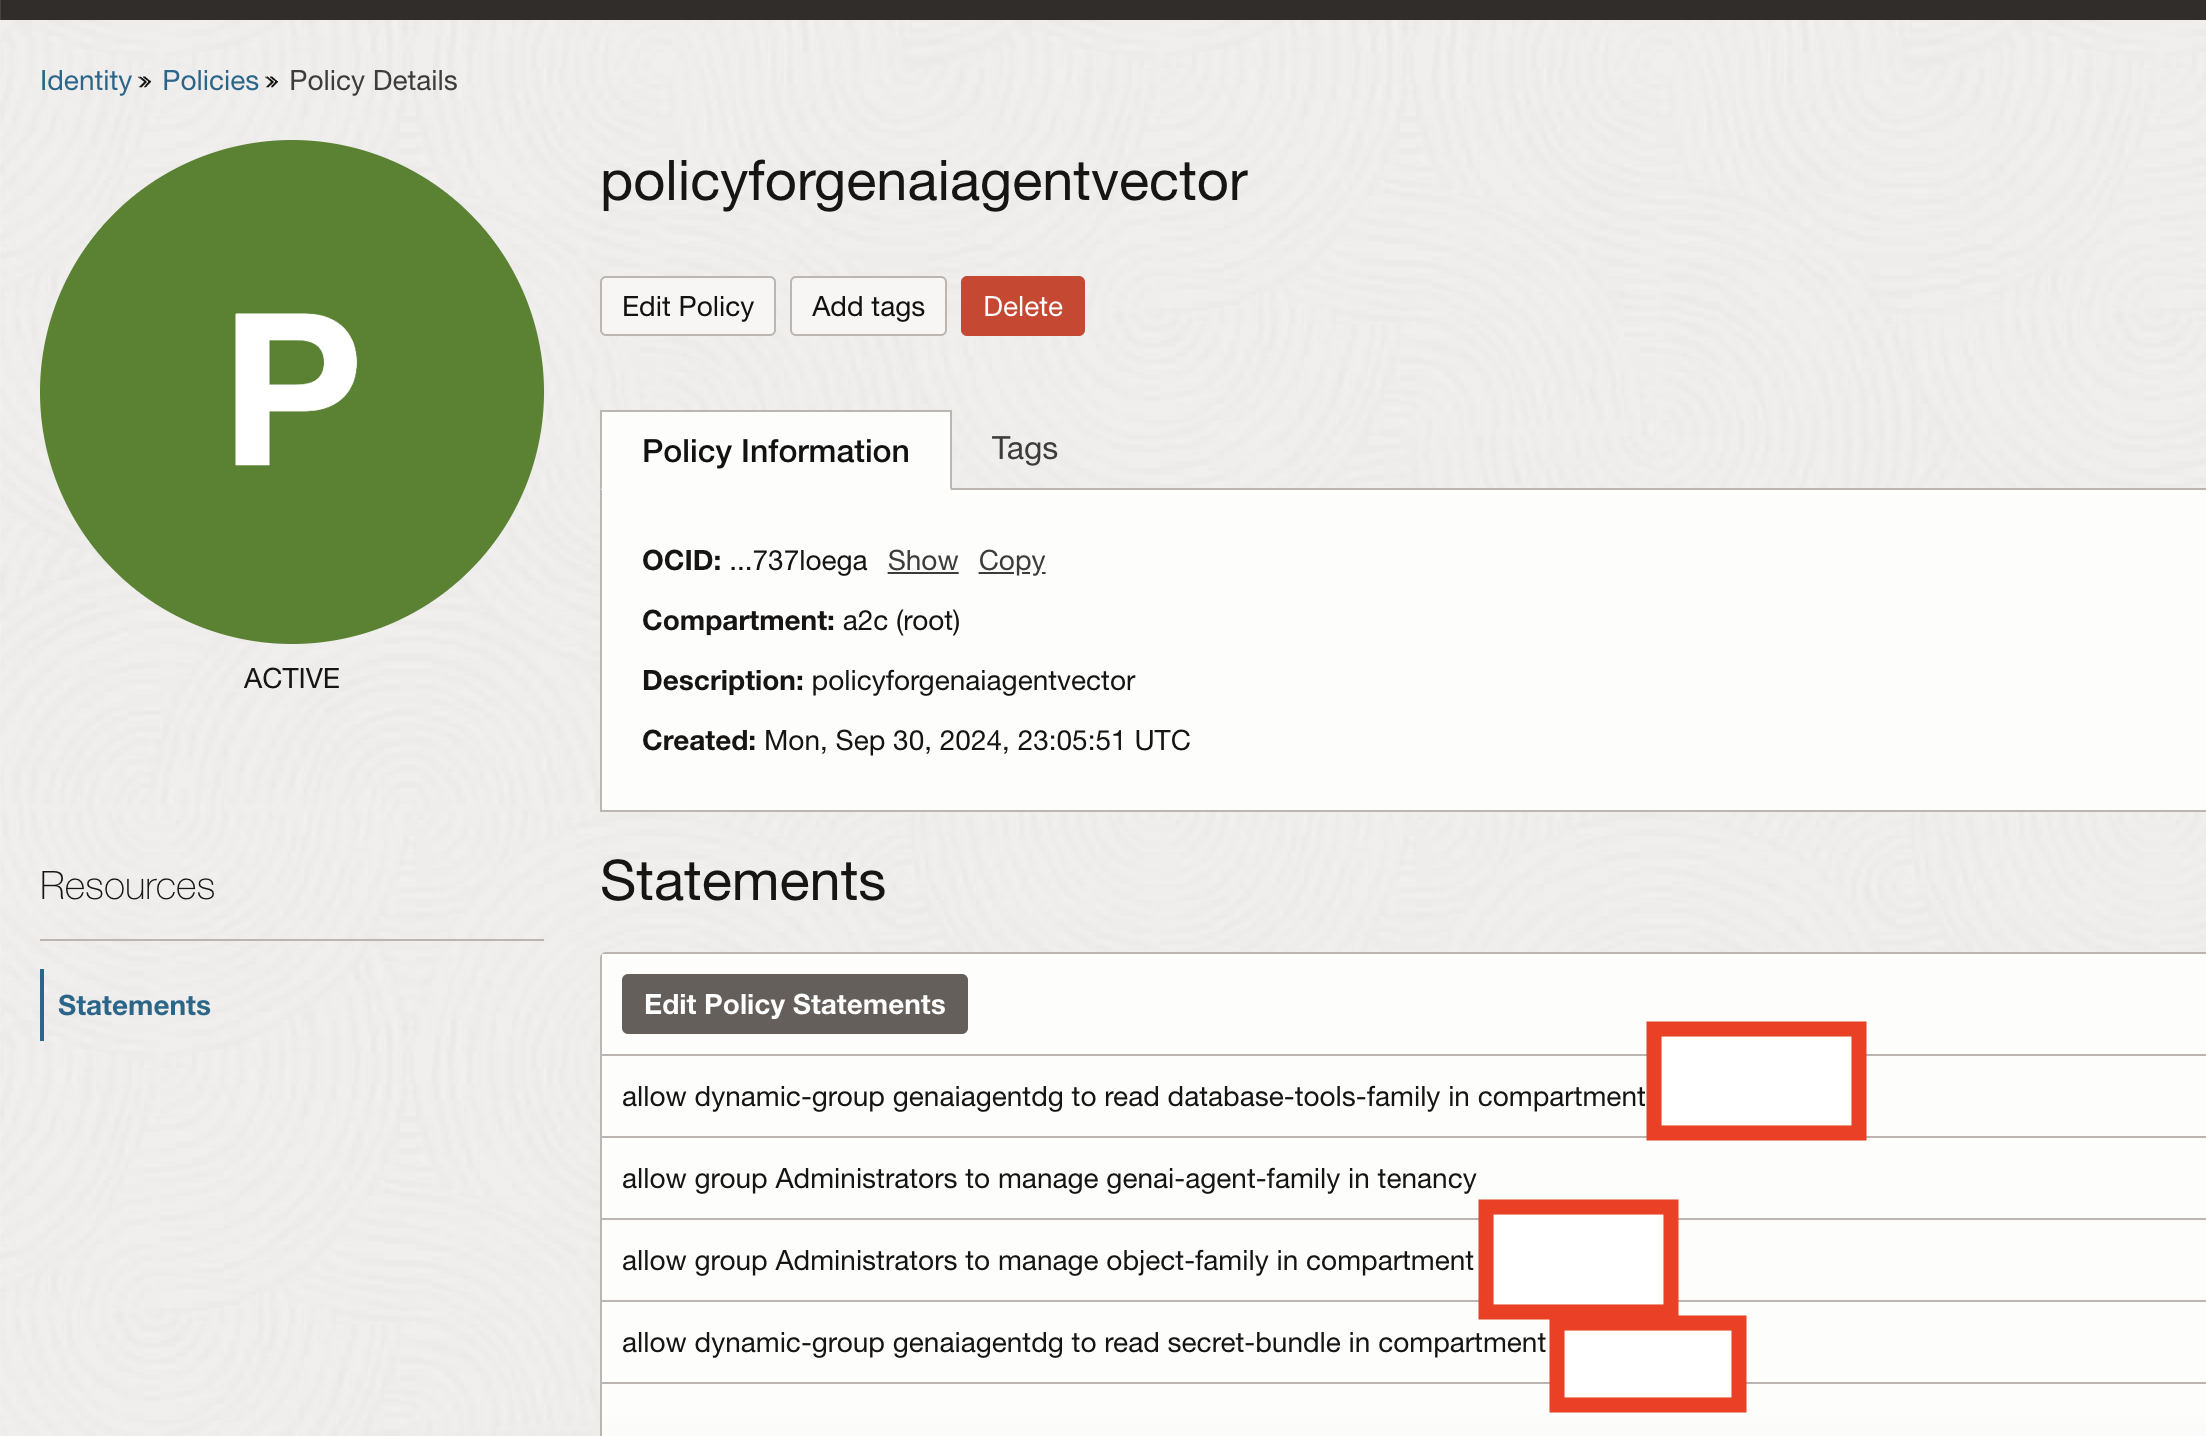 Identity » Policies » Policy Details
P
ACTIVE
policyforgenaiagentvector
Edit Policy Add tags Delete
Policy Information Tags
OCID: ...737loega Show Copy
Compartment: a2c (root)
Description: policyforgenaiagentvector
Created: Mon, Sep 30, 2024, 23:05:51 UTC
Resources
Statements
Statements
Edit Policy Statements
allow dynamic-group genaiagentdg to read database-tools-family in compartment
allow group Administrators to manage genai-agent-family in tenancy
allow group Administrators to manage object-family in compartment
allow dynamic-group genaiagentdg to read secret-bundle in compartment